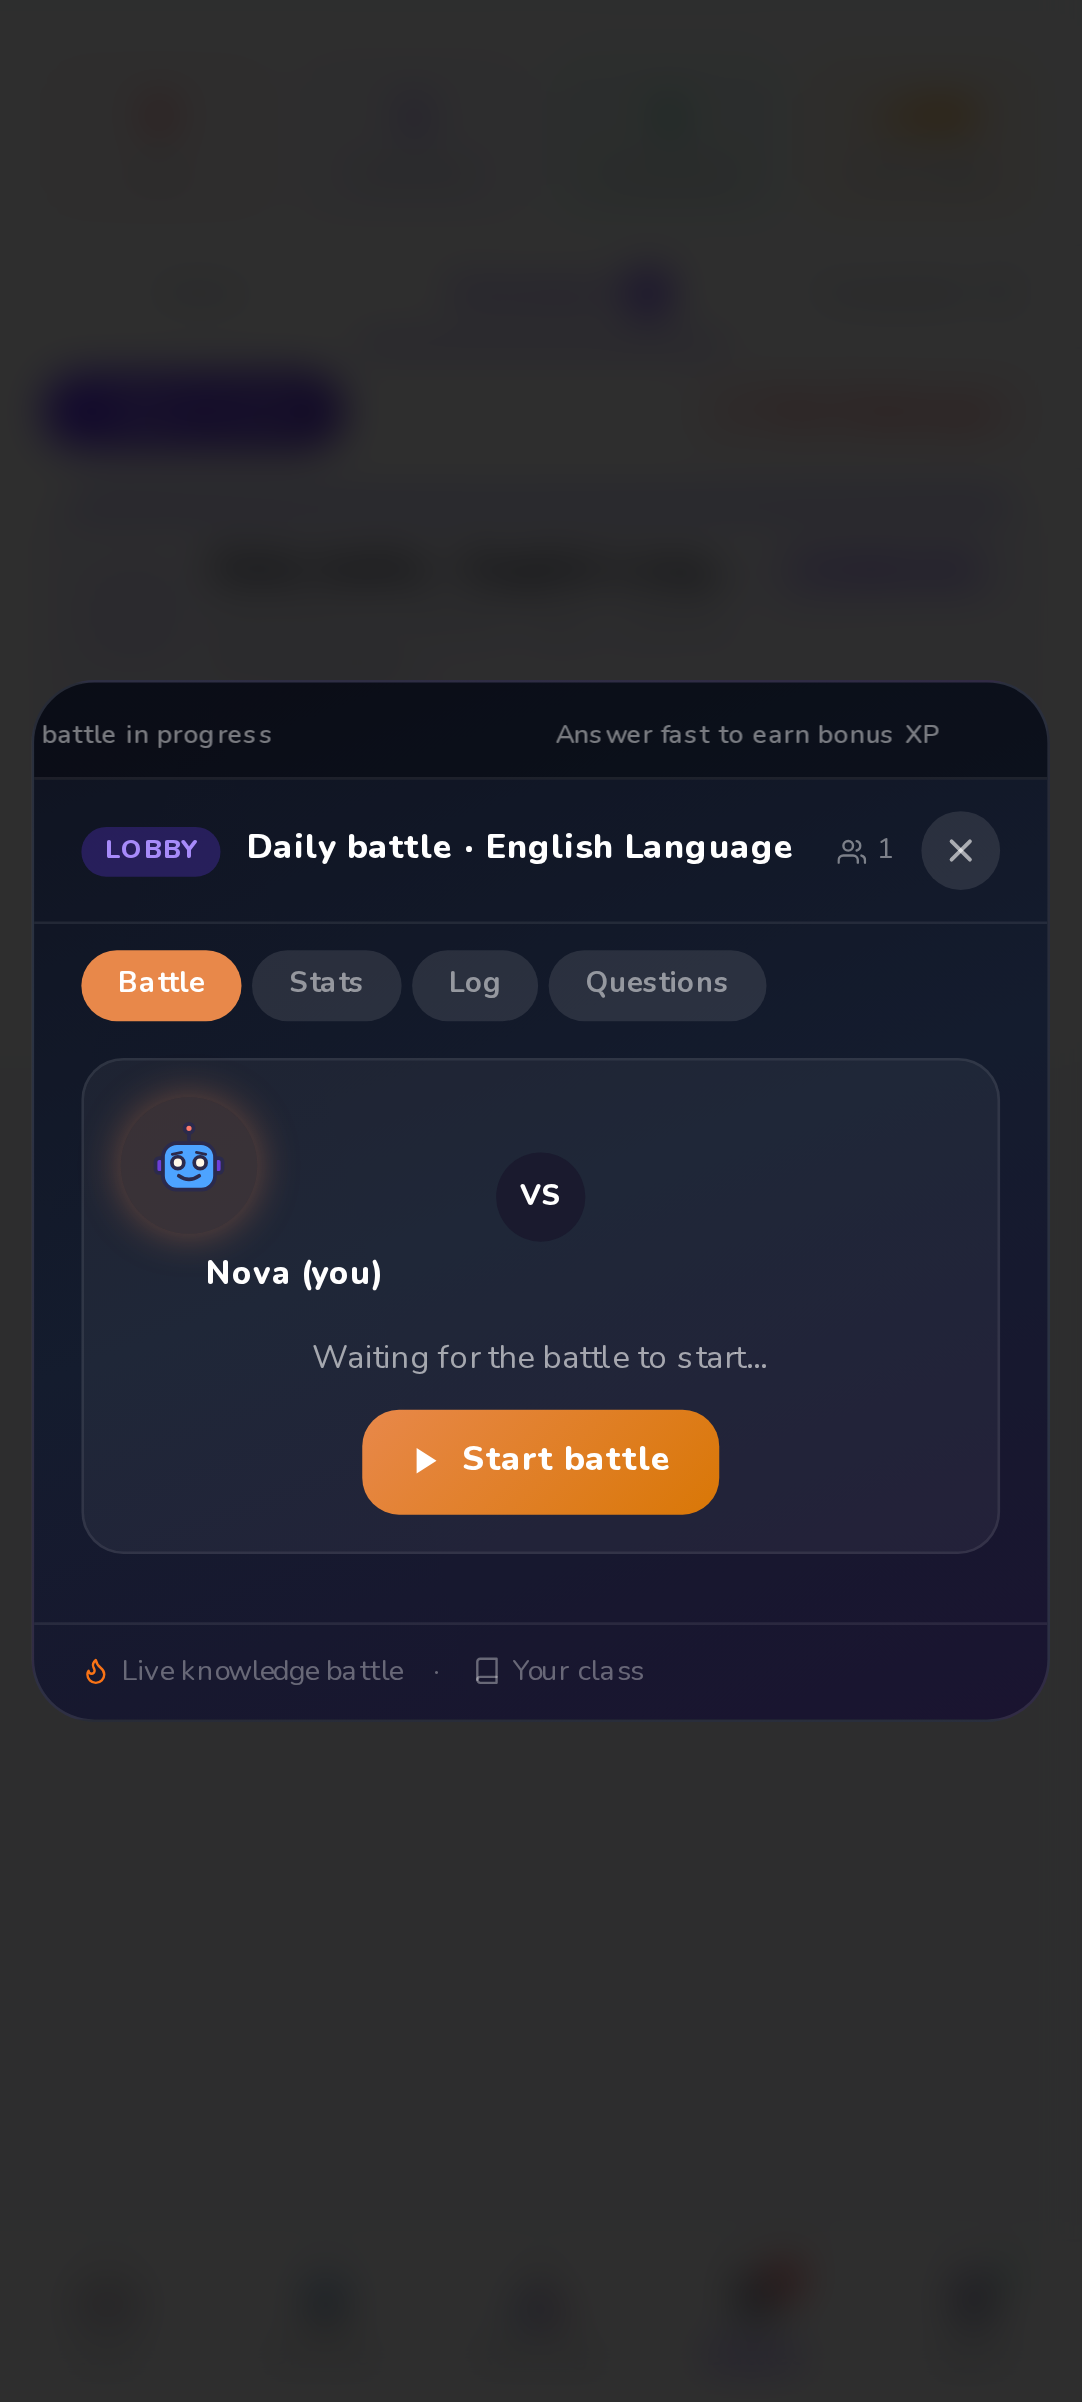 battle in progress Answer fast to earn bonus XP
LOBBY Daily battle · English Language 1
Battle Stats Log Questions
VS
Nova (you)
Waiting for the battle to start...
Start battle
Live knowledge battle · Your class